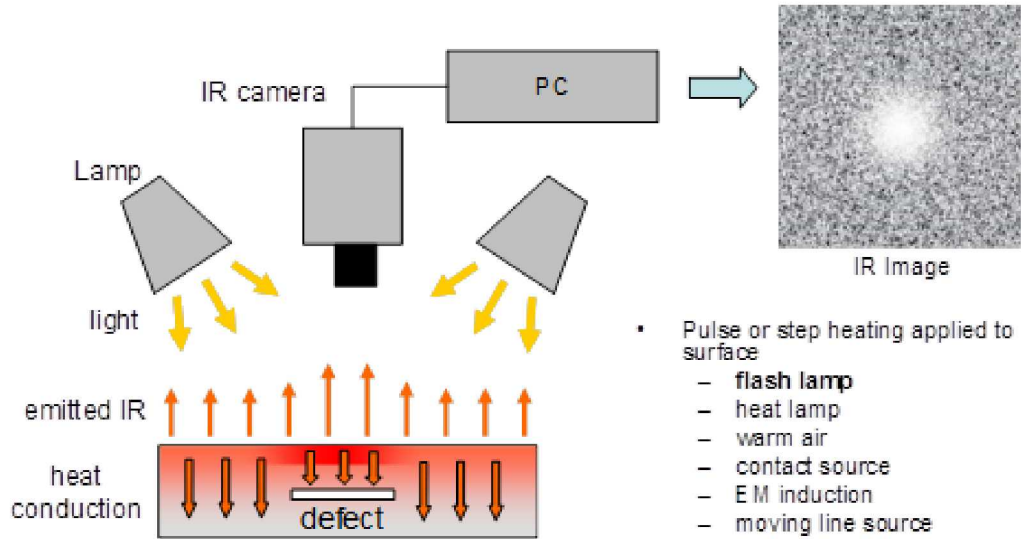 PC
IR camera
Lamp
IR Image
light
• Pulse or step heating applied to
surface
– flash lamp
– heat lamp
– warm air
– contact source
– EM induction
– moving line source
emitted IR
heat
conduction
defect